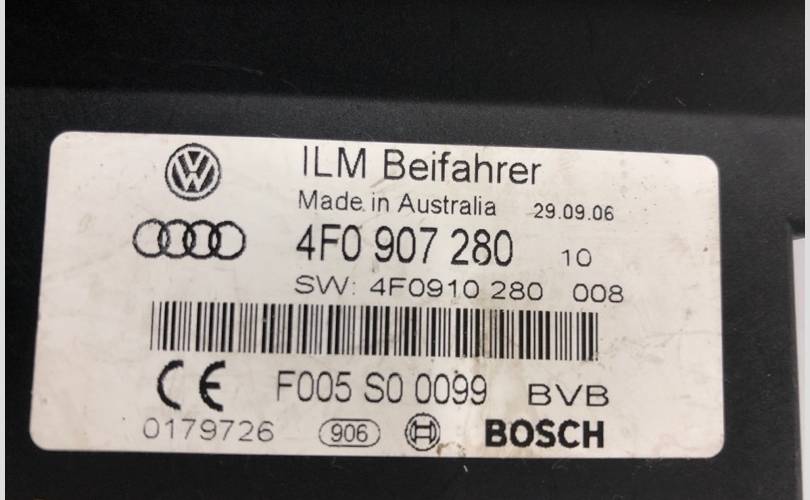 ILM Beifahrer
Made in Australia 29.09.06
4F0 907 280 10
SW: 4F0910 280 008
CE F005 S0 0099 BVB
0179726 906 BOSCH